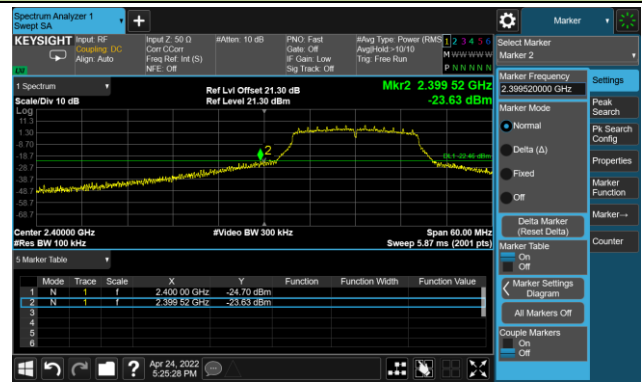 Spectrum Analyzer 1
Swept SA
Marker
KEYSIGHT
Input: RF
Coupling: DC
Align: Auto
Input Z: 50 Ω
Corr CCorr
Freq Ref: Int (S)
NFE: Off
#Atten: 10 dB
PNO: Fast
Gate: Off
IF Gain: Low
Sig Track: Off
#Avg Type: Power (RMS
Avg|Hold:>10/10
Trig: Free Run
1 2 3 4 5 6
M W W W W W
P N N N N N
LW
Select Marker
Marker 2
1 Spectrum
Scale/Div 10 dB
Log
Ref Lvl Offset 21.30 dB
Ref Level 21.30 dBm
Mkr2 2.399 52 GHz
-23.63 dBm
11.3
1.30
-8.70
-18.7
-28.7
-38.7
-48.7
-58.7
-68.7
2
DL1 -22.45 dBm
Center 2.40000 GHz
#Res BW 100 kHz
#Video BW 300 kHz
Span 60.00 MHz
Sweep 5.87 ms (2001 pts)
5 Marker Table
Mode Trace Scale X Y Function Function Width Function Value
1 N 1 f 2.400 00 GHz -24.70 dBm
2 N 1 f 2.399 52 GHz -23.63 dBm
3
4
5
6
Marker Frequency
2.399520000 GHz
Marker Mode
Normal
Delta (Δ)
Fixed
Off
Delta Marker
(Reset Delta)
Marker Table
On
Off
Marker Settings
Diagram
All Markers Off
Couple Markers
On
Off
Settings
Peak
Search
Pk Search
Config
Properties
Marker
Function
Marker→
Counter
?
Apr 24, 2022
5:25:28 PM